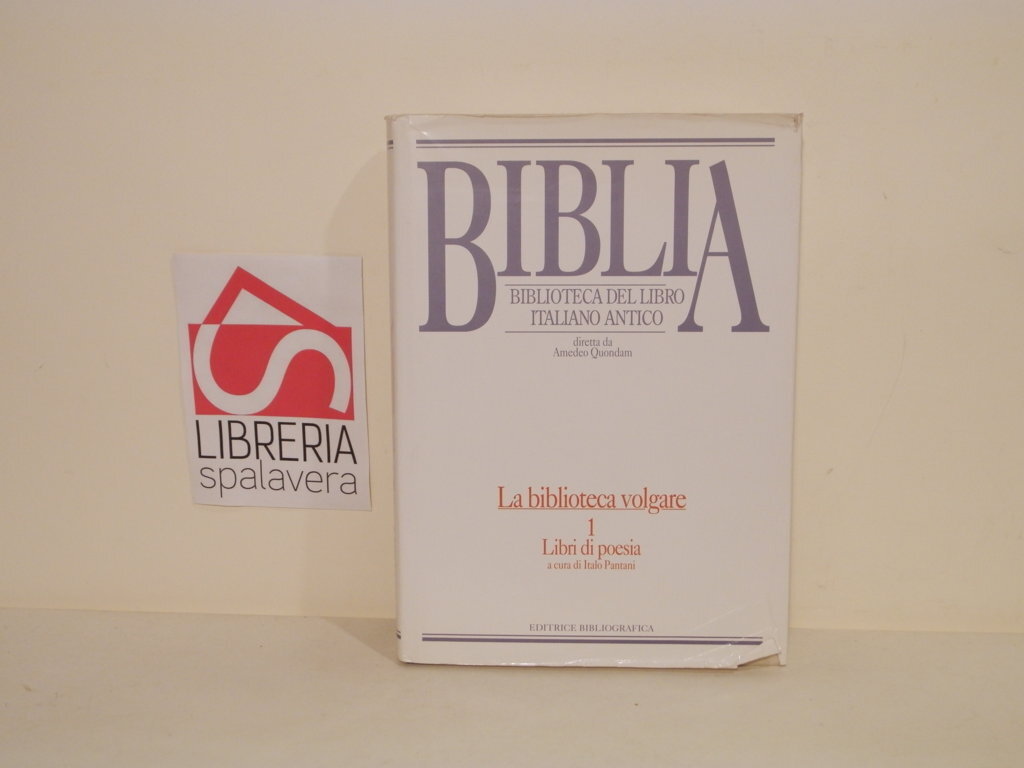 BIBLIA
BIBLIOTECA DEL LIBRO
ITALIANO ANTICO
diretta da
Amedeo Quondam
La biblioteca volgare
1
Libri di poesia
a cura di Italo Pantani
EDITRICE BIBLIOGRAFICA
LIBRERIA
spalavera